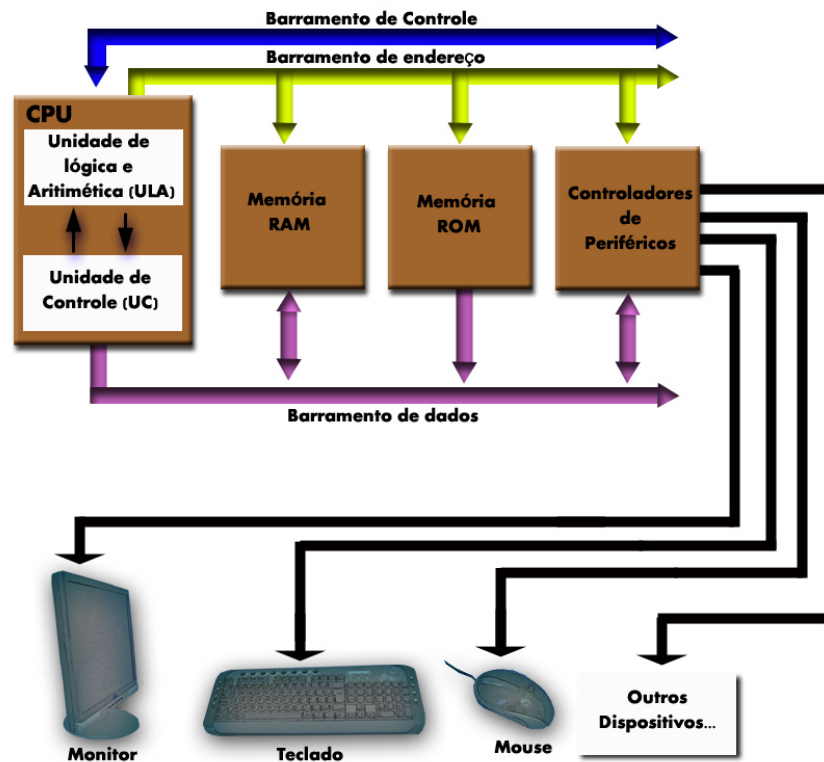 Barramento de Controle
Barramento de endereço
CPU
Unidade de
lógica e
Aritimética (ULA)
Unidade de
Controle (UC)
Memória
RAM
Memória
ROM
Controladores
de
Periféricos
Barramento de dados
Monitor
Teclado
Mouse
Outros
Dispositivos...